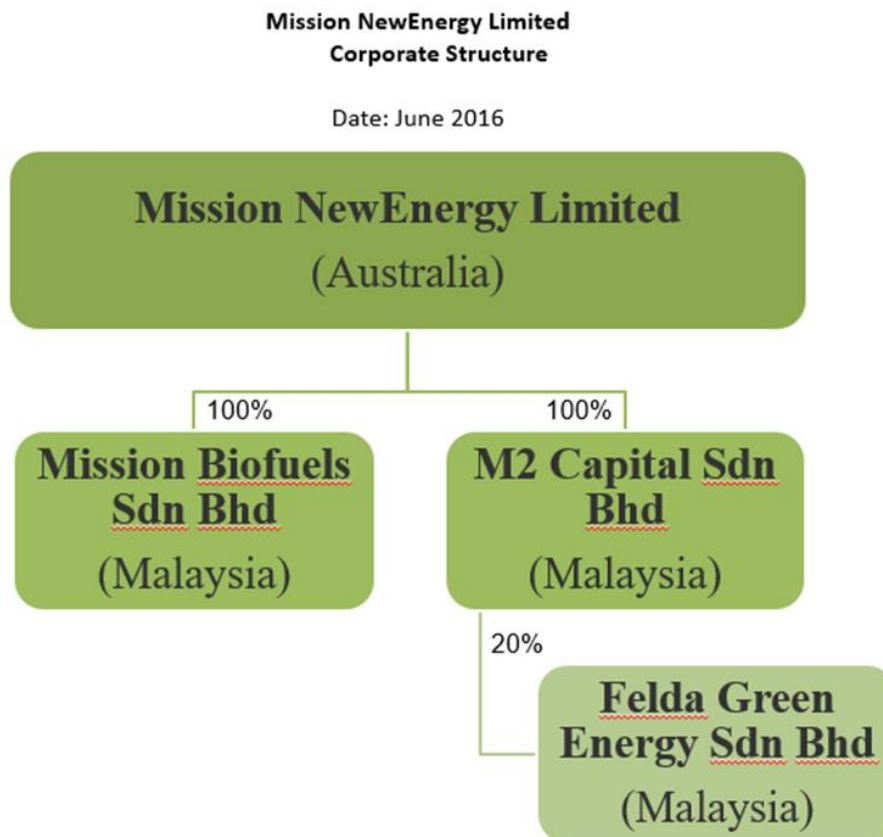 Mission NewEnergy Limited
Corporate Structure
Date: June 2016
Mission NewEnergy Limited
(Australia)
100%
100%
Mission Biofuels
Sdn Bhd
(Malaysia)
M2 Capital Sdn
Bhd
(Malaysia)
20%
Felda Green
Energy Sdn Bhd
(Malaysia)